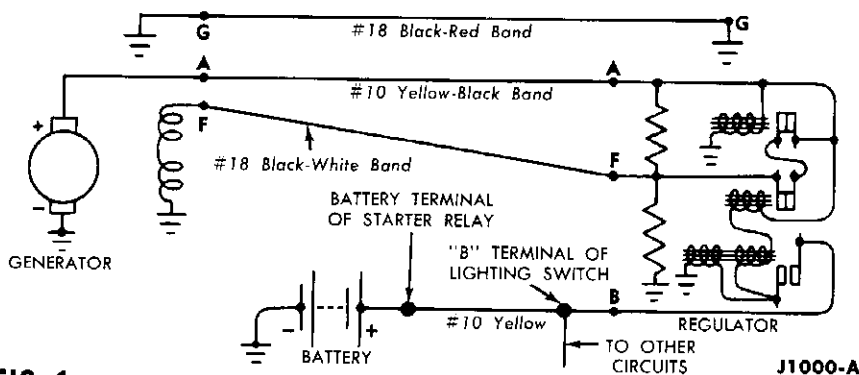 G
#18 Black-Red Band
G
A
#10 Yellow-Black Band
A
+
F
#18 Black-White Band
F
-
GENERATOR
BATTERY TERMINAL
OF STARTER RELAY
"B" TERMINAL OF
LIGHTING SWITCH
B
- +
#10 Yellow
BATTERY
REGULATOR
TO OTHER
CIRCUITS
J1000-A